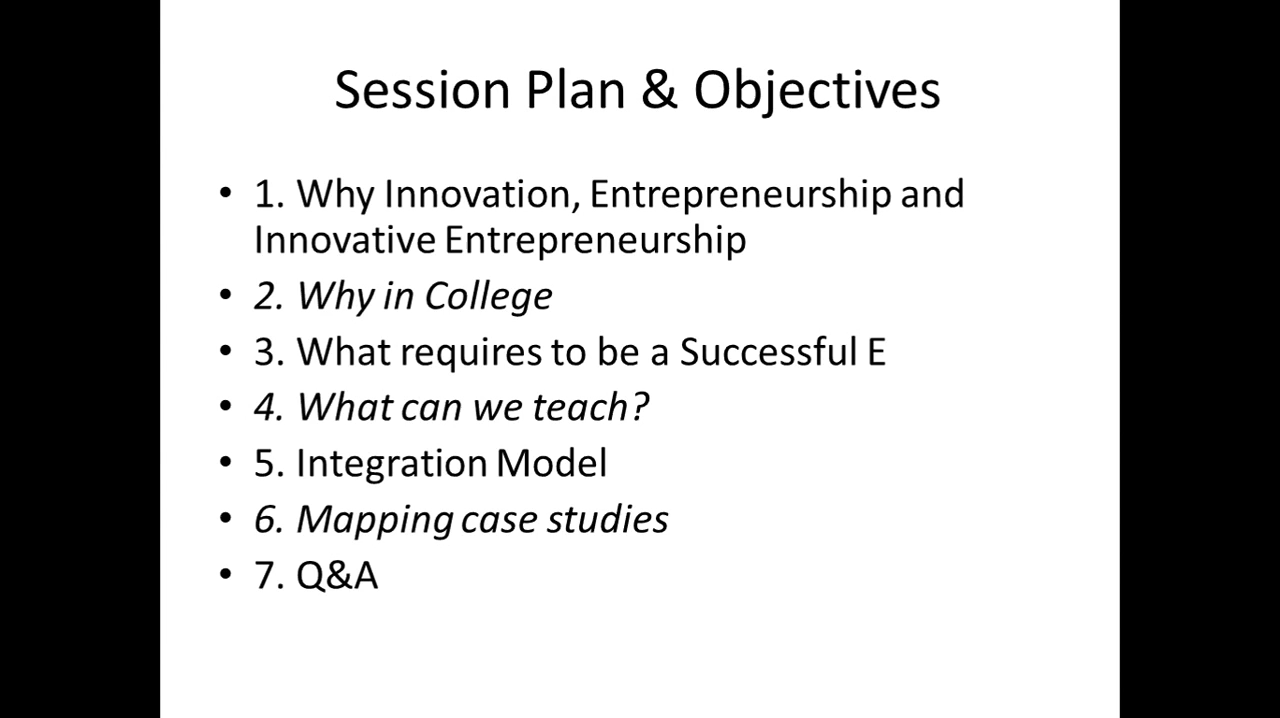 Session Plan & Objectives
• 1. Why Innovation, Entrepreneurship and
Innovative Entrepreneurship
• 2. Why in College
• 3. What requires to be a Successful E
• 4. What can we teach?
• 5. Integration Model
• 6. Mapping case studies
• 7. Q&A